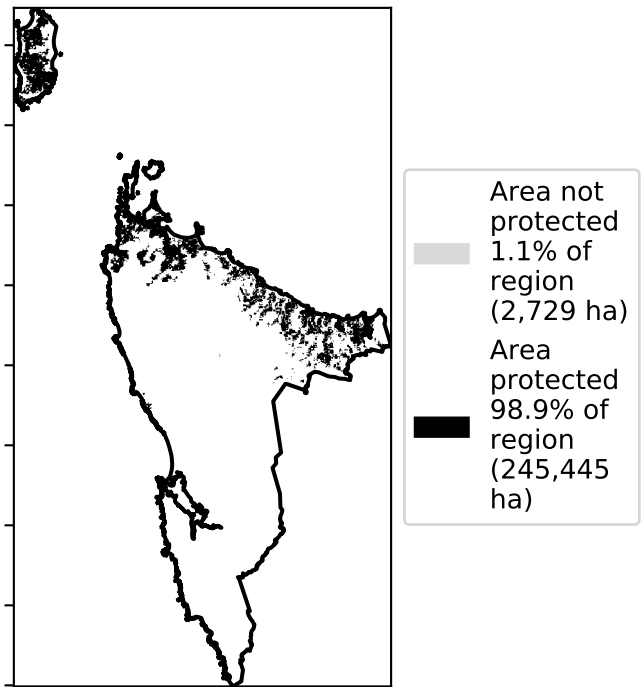 Area not
protected
1.1% of
region
(2,729 ha)
Area
protected
98.9% of
region
(245,445
ha)